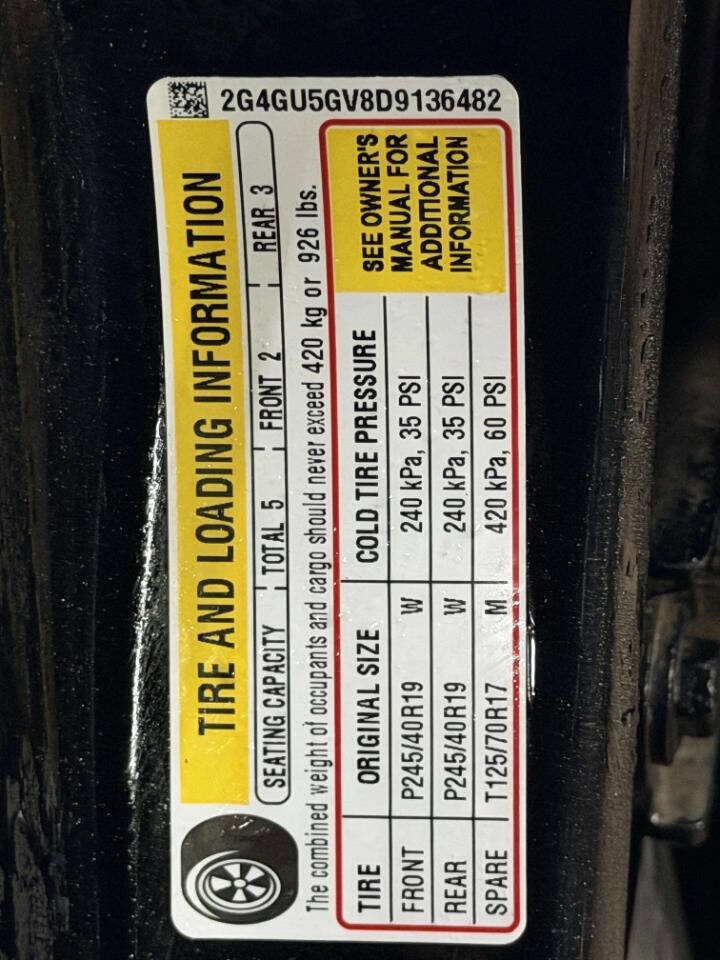 2G4GU5GV8D9136482
TIRE AND LOADING INFORMATION
SEATING CAPACITY TOTAL 5 FRONT 2 REAR 3
The combined weight of occupants and cargo should never exceed 420 kg or 926 lbs.
TIRE ORIGINAL SIZE COLD TIRE PRESSURE
FRONT P245/40R19 W 240 kPa, 35 PSI
REAR P245/40R19 W 240 kPa, 35 PSI
SPARE T125/70R17 M 420 kPa, 60 PSI
SEE OWNER'S
MANUAL FOR
ADDITIONAL
INFORMATION